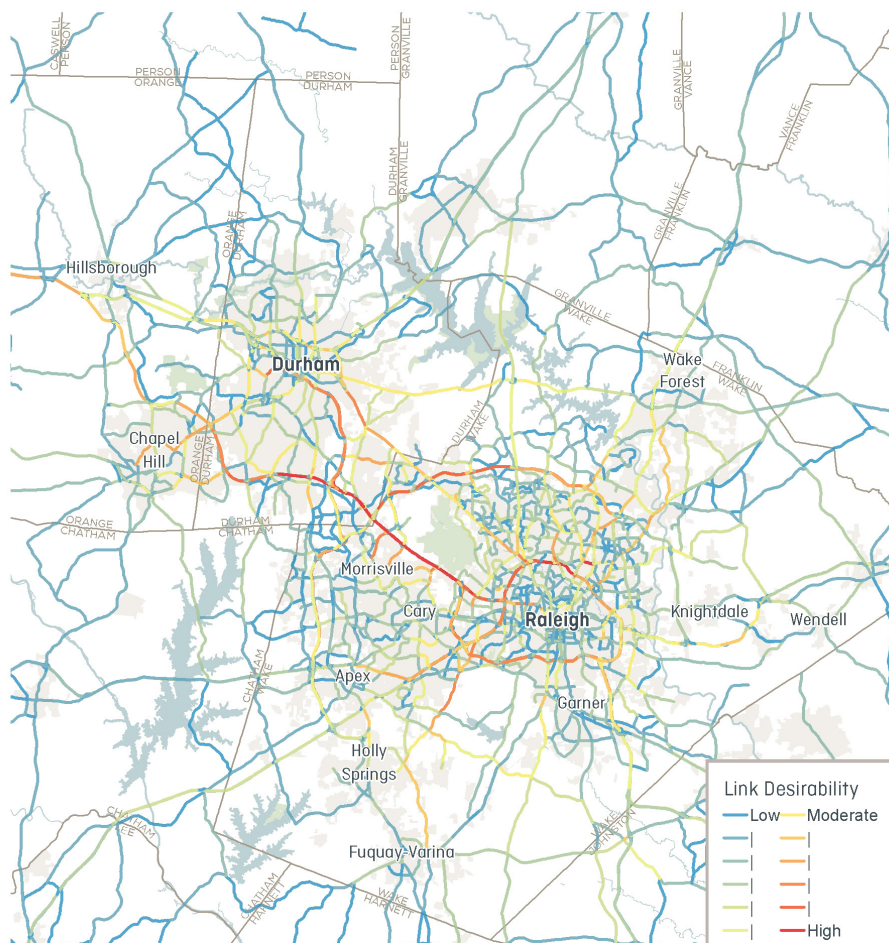 CASWELL
PERSON
PERSON
ORANGE
PERSON
DURHAM
PERSON
GRANVILLE
GRANVILLE
VANCE
VANCE
FRANKLIN
DURHAM
GRANVILLE
GRANVILLE
FRANKLIN
ORANGE
DURHAM
Hillsborough
GRANVILLE
WAKE
Durham
Wake
Forest
FRANKLIN
WAKE
DURHAM
WAKE
Chapel
Hill
ORANGE
DURHAM
ORANGE
CHATHAM
DURHAM
CHATHAM
Morrisville
Cary
Raleigh
Knightdale
Wendell
CHATHAM
WAKE
Apex
Garner
Holly
Springs
CHATHAM
LEE
WAKE
JOHNSTON
Fuquay-Varina
CHATHAM
HARNETT
WAKE
HARNETT
Link Desirability
Low Moderate
High